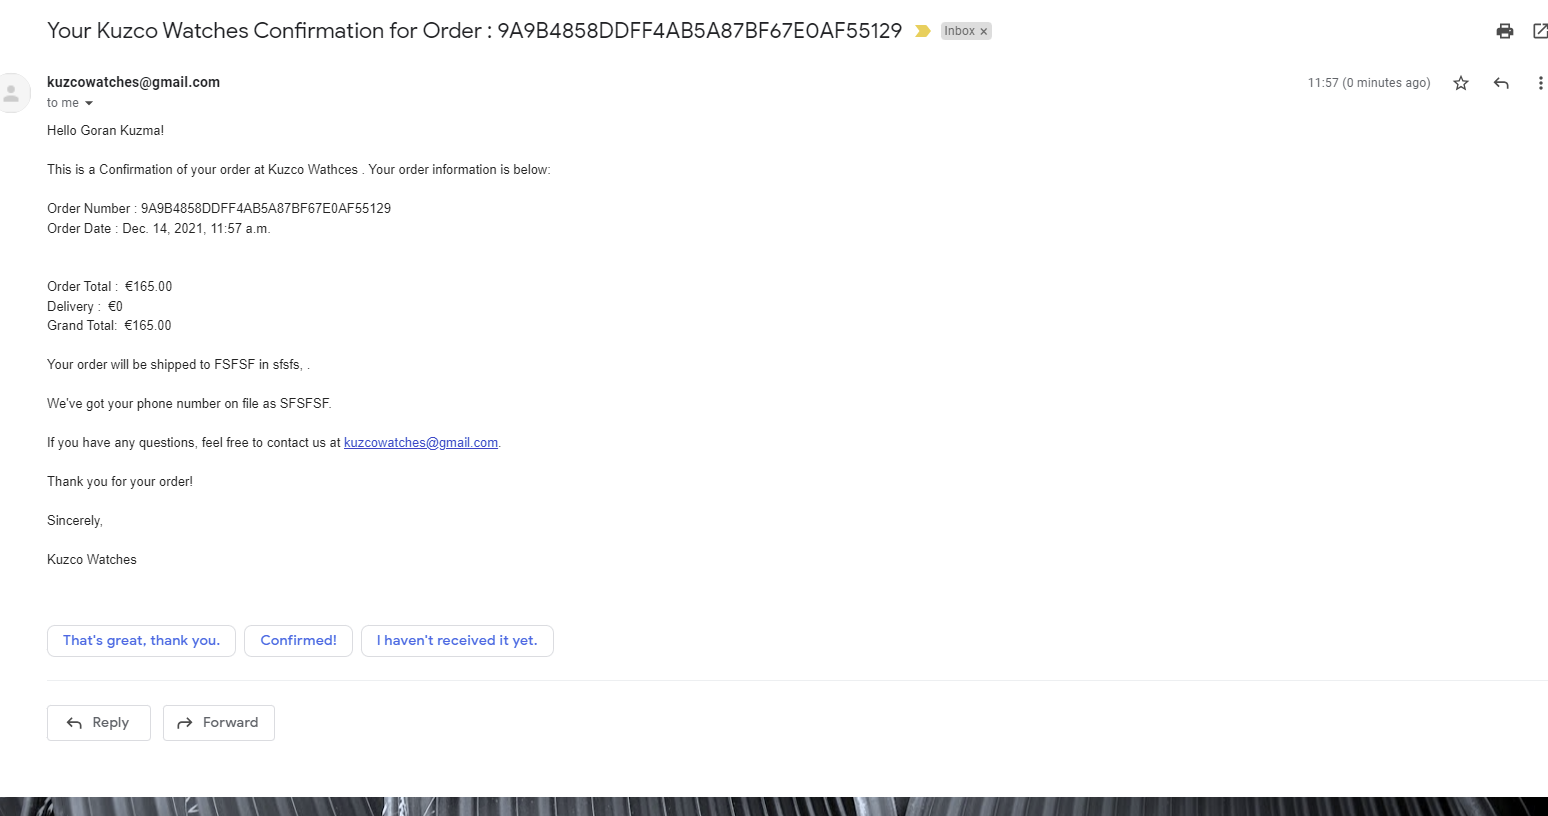 Your Kuzco Watches Confirmation for Order : 9A9B4858DDFF4AB5A87BF67E0AF55129 Inbox ×
kuzcowatches@gmail.com 11:57 (0 minutes ago)
to me
Hello Goran Kuzma!
This is a Confirmation of your order at Kuzco Wathces . Your order information is below:
Order Number : 9A9B4858DDFF4AB5A87BF67E0AF55129
Order Date : Dec. 14, 2021, 11:57 a.m.
Order Total : €165.00
Delivery : €0
Grand Total: €165.00
Your order will be shipped to FSFSF in sfsfs, .
We've got your phone number on file as SFSFSF.
If you have any questions, feel free to contact us at kuzcowatches@gmail.com.
Thank you for your order!
Sincerely,
Kuzco Watches
That's great, thank you. Confirmed! I haven't received it yet.
Reply Forward